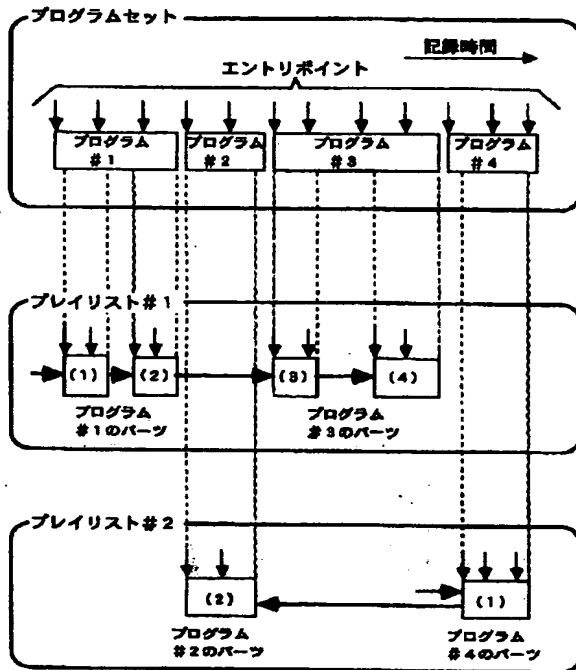 プログラムセット
記録時間
エントリポイント
プログラム
#1
プログラム
#2
プログラム
#3
プログラム
#4
プレイリスト#1
(1)
(2)
(3)
(4)
プログラム
#1のパーツ
プログラム
#3のパーツ
プレイリスト#2
(2)
(1)
プログラム
#2のパーツ
プログラム
#4のパーツ